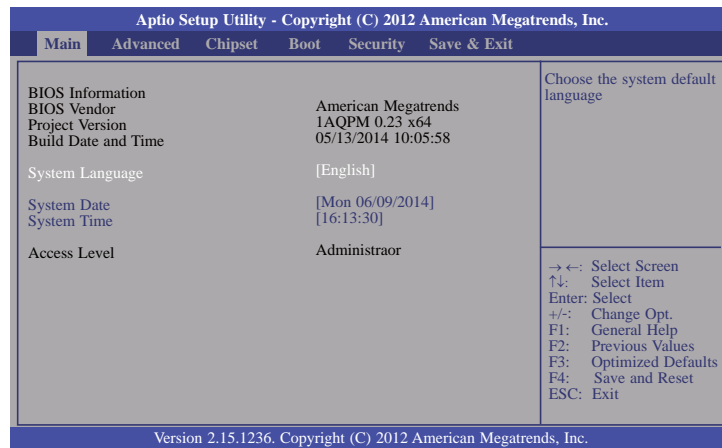 Aptio Setup Utility - Copyright (C) 2012 American Megatrends, Inc.
Main Advanced Chipset Boot Security Save & Exit
BIOS Information
BIOS Vendor American Megatrends
Project Version 1AQPM 0.23 x64
Build Date and Time 05/13/2014 10:05:58
System Language [English]
System Date [Mon 06/09/2014]
System Time [16:13:30]
Access Level Administraor
Choose the system default
language
→ ←: Select Screen
↑↓: Select Item
Enter: Select
+/-: Change Opt.
F1: General Help
F2: Previous Values
F3: Optimized Defaults
F4: Save and Reset
ESC: Exit
Version 2.15.1236. Copyright (C) 2012 American Megatrends, Inc.